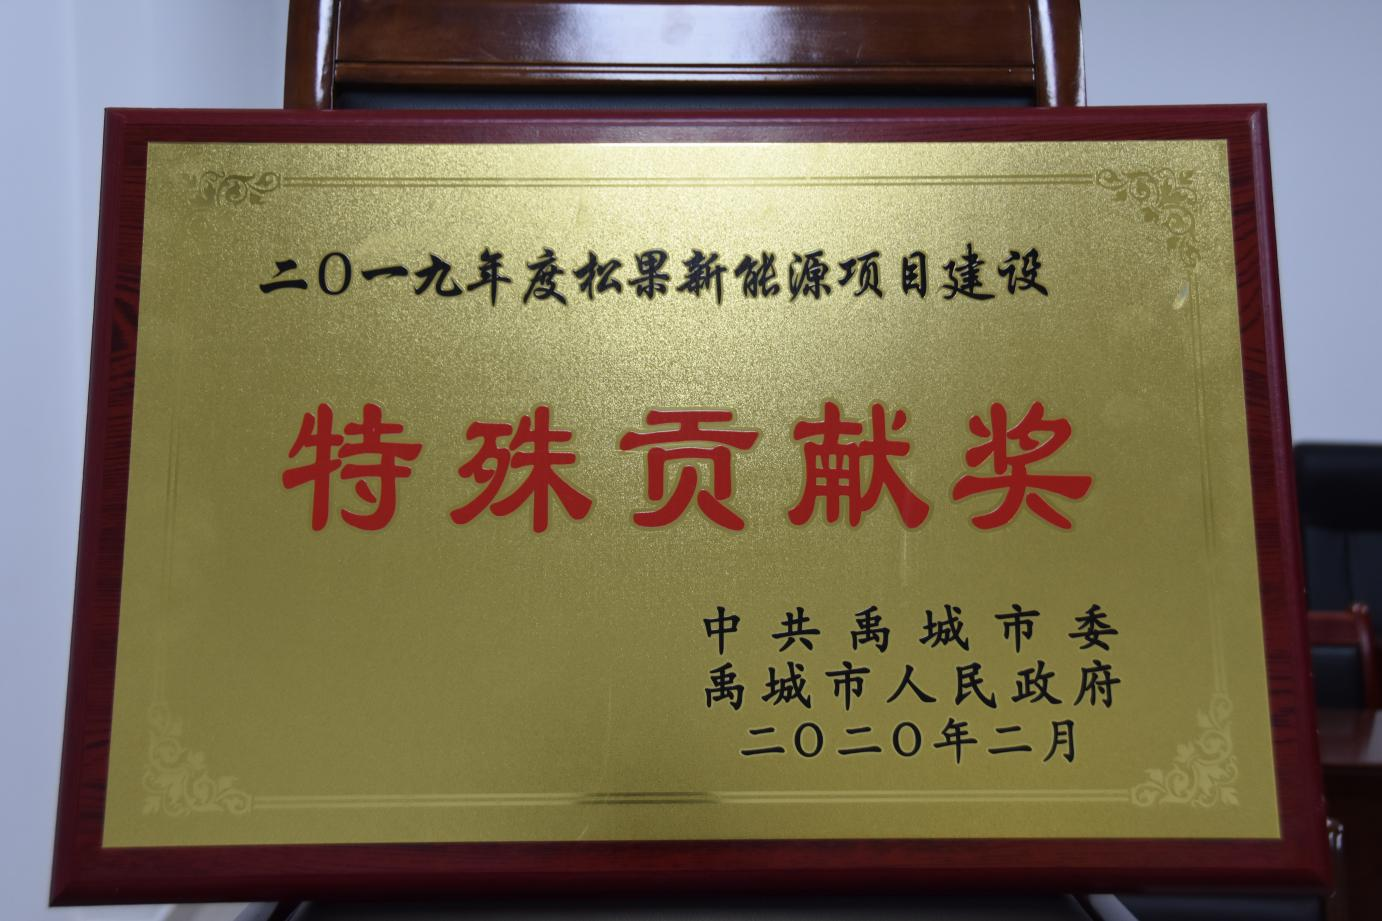 二〇一九年度松果新能源项目建设
特殊贡献奖
中共禹城市委
禹城市人民政府
二〇二〇年二月